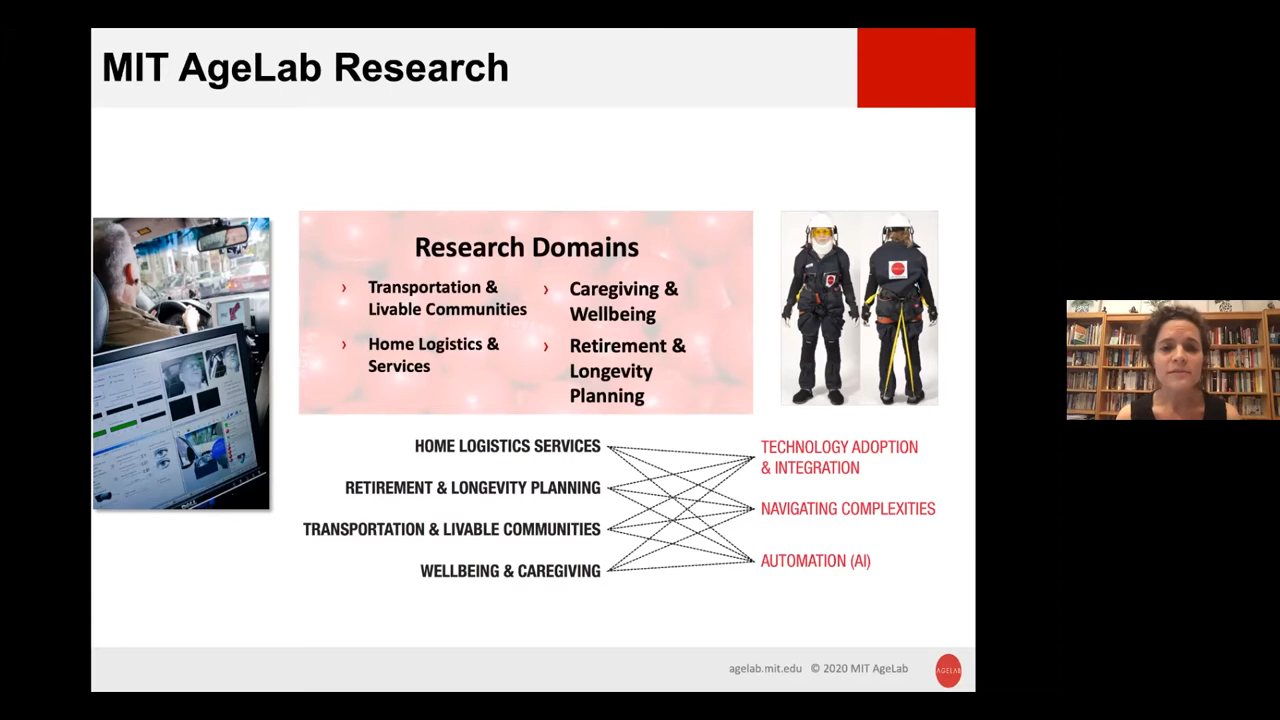 MIT AgeLab Research
Research Domains
› Transportation &
Livable Communities
› Home Logistics &
Services
› Caregiving &
Wellbeing
› Retirement &
Longevity
Planning
HOME LOGISTICS SERVICES
RETIREMENT & LONGEVITY PLANNING
TRANSPORTATION & LIVABLE COMMUNITIES
WELLBEING & CAREGIVING
TECHNOLOGY ADOPTION
& INTEGRATION
NAVIGATING COMPLEXITIES
AUTOMATION (AI)
agelab.mit.edu © 2020 MIT AgeLab
AGELAB